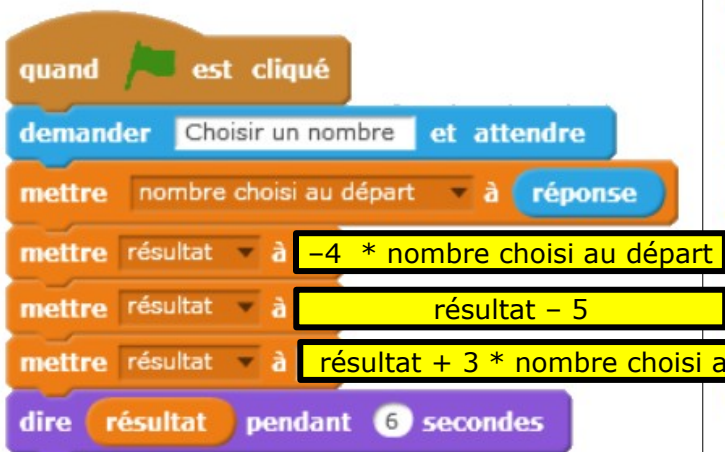 quand est cliqué
demander Choisir un nombre et attendre
mettre nombre choisi au départ à réponse
mettre résultat à –4 * nombre choisi au départ
mettre résultat à résultat – 5
mettre résultat à résultat + 3 * nombre choisi a
dire résultat pendant 6 secondes